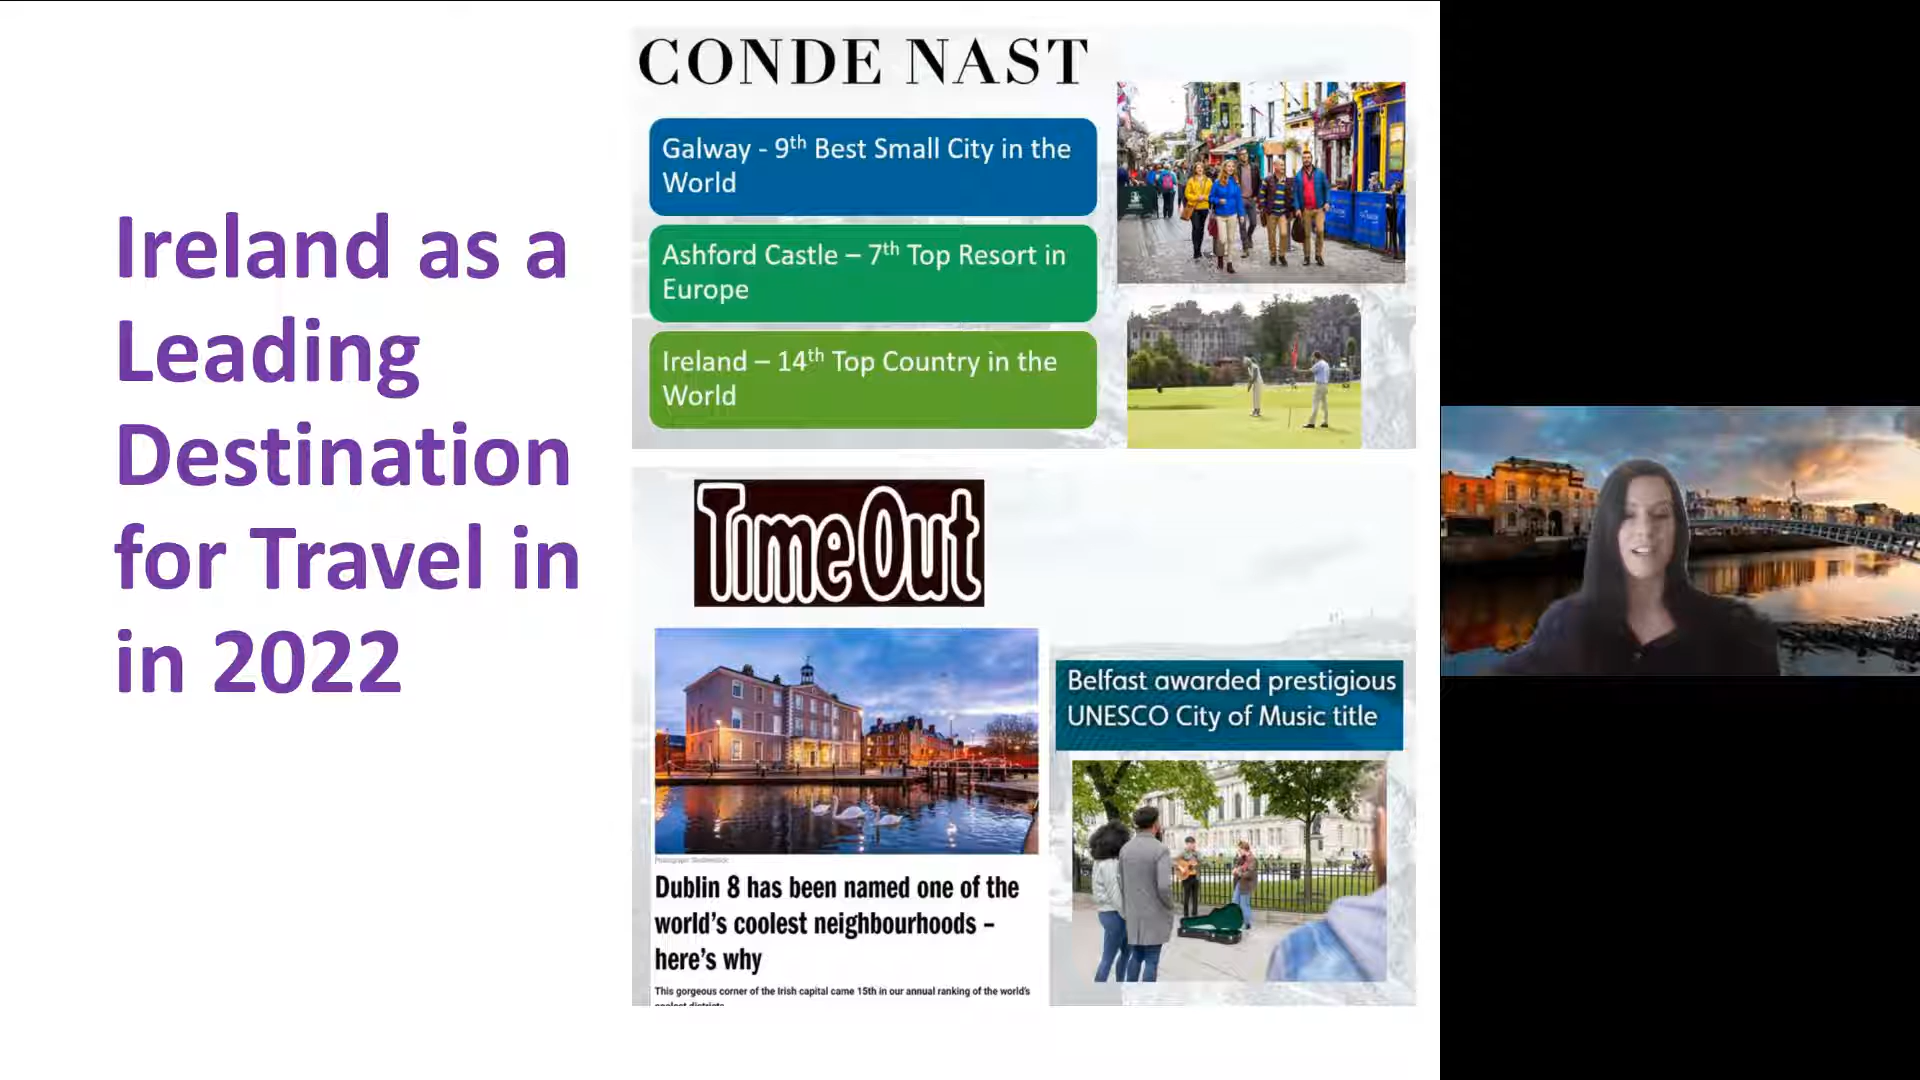 Ireland as a
Leading
Destination
for Travel in
in 2022
CONDE NAST
Galway - 9th Best Small City in the
World
Ashford Castle – 7th Top Resort in
Europe
Ireland – 14th Top Country in the
World
Time Out
Belfast awarded prestigious
UNESCO City of Music title
Dublin 8 has been named one of the
world's coolest neighbourhoods –
here's why
This gorgeous corner of the Irish capital came 15th in our annual ranking of the world's